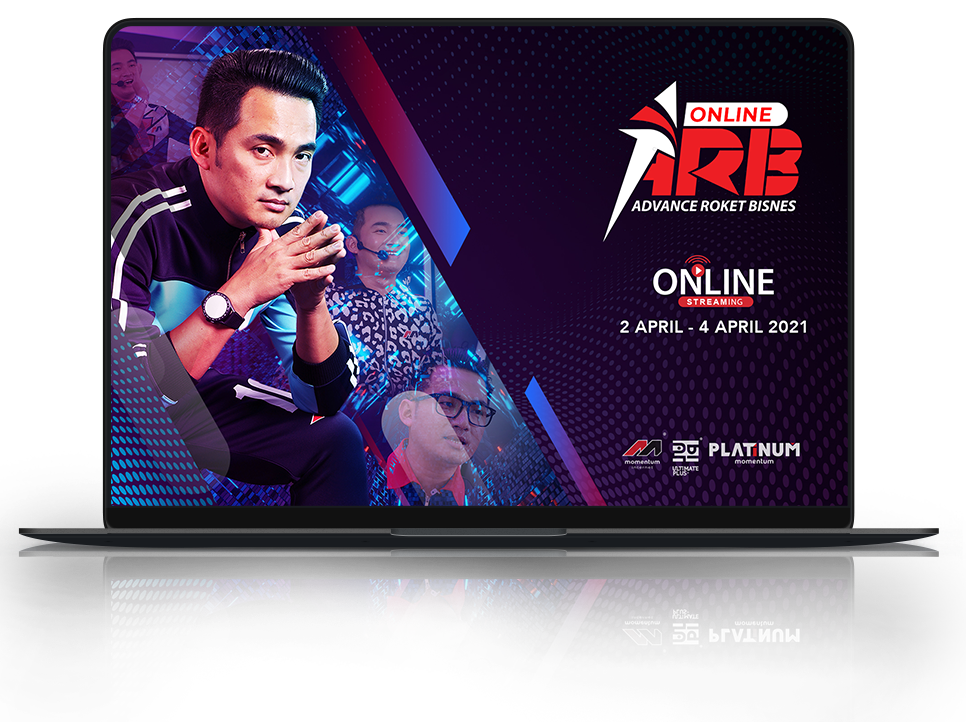 ONLINE
ARB
ADVANCE ROKET BISNES
ONLINE
STREAMING
2 APRIL - 4 APRIL 2021
momentum
ULTIMATE
PLUS
PLATINUM
momentum